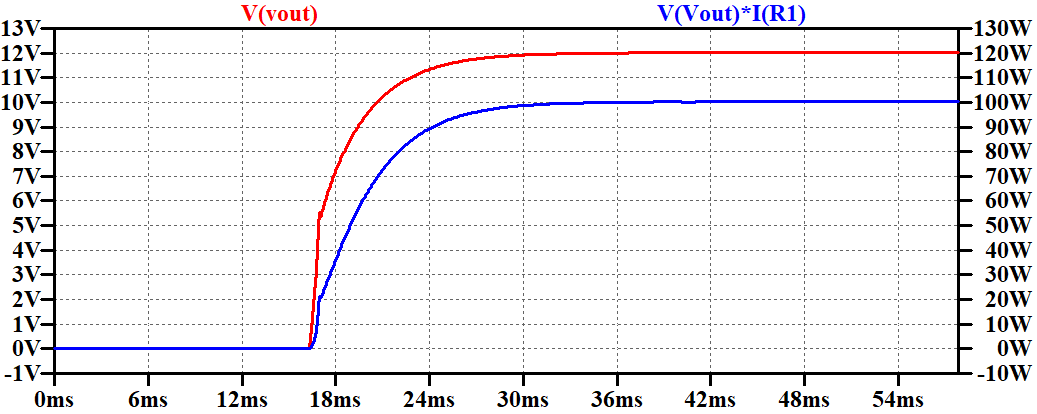 V(vout) V(Vout)*I(R1)
13V 130W
12V 120W
11V 110W
10V 100W
9V 90W
8V 80W
7V 70W
6V 60W
5V 50W
4V 40W
3V 30W
2V 20W
1V 10W
0V 0W
-1V -10W
0ms 6ms 12ms 18ms 24ms 30ms 36ms 42ms 48ms 54ms